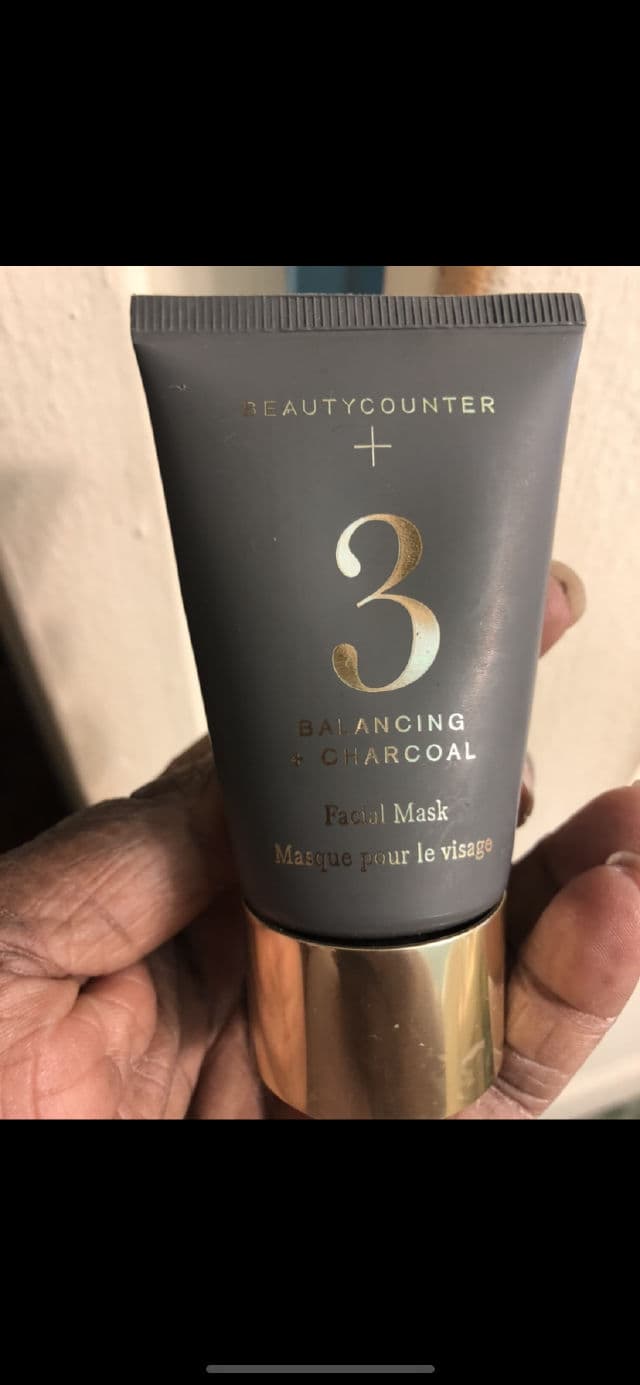 BEAUTYCOUNTER
+
3
BALANCING
+ CHARCOAL
Facial Mask
Masque pour le visage